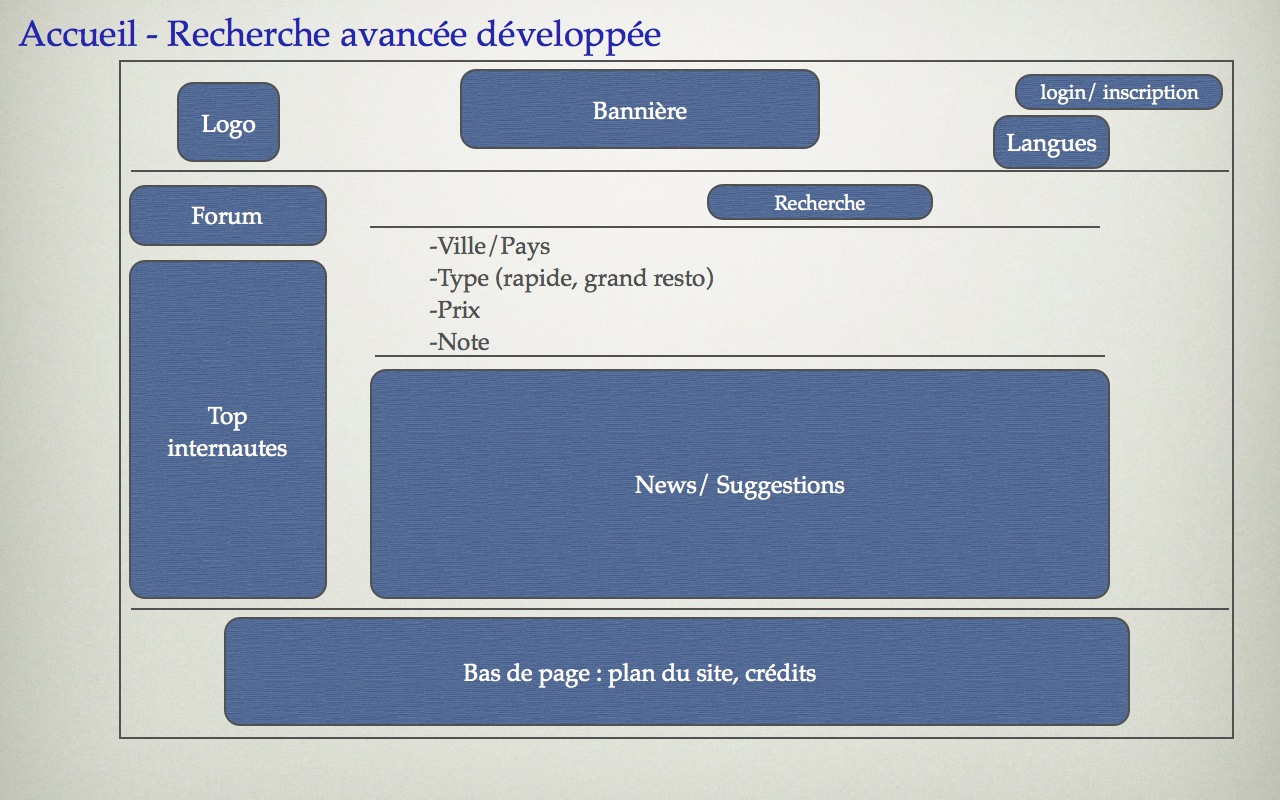 Accueil - Recherche avancée développée
Logo
Bannière
login/ inscription
Langues
Forum
Recherche
-Ville/Pays
-Type (rapide, grand resto)
-Prix
-Note
Top
internautes
News/ Suggestions
Bas de page : plan du site, crédits